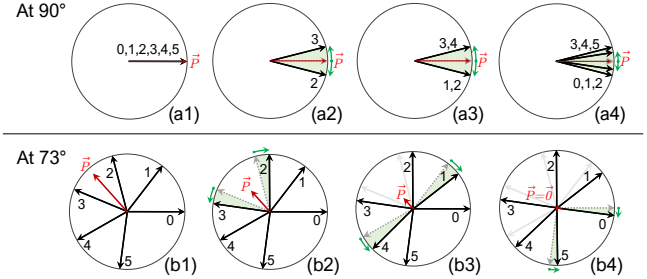 At 90°
0,1,2,3,4,5
P⃗
(a1)
3
P⃗
2
(a2)
3,4
P⃗
1,2
(a3)
3,4,5
P⃗
0,1,2
(a4)
At 73°
P⃗
2
1
3
0
4
5
(b1)
2
1
P⃗
3
0
4
5
(b2)
2
1
P⃗
3
0
4
5
(b3)
2
1
P⃗=0⃗
3
0
4
5
(b4)